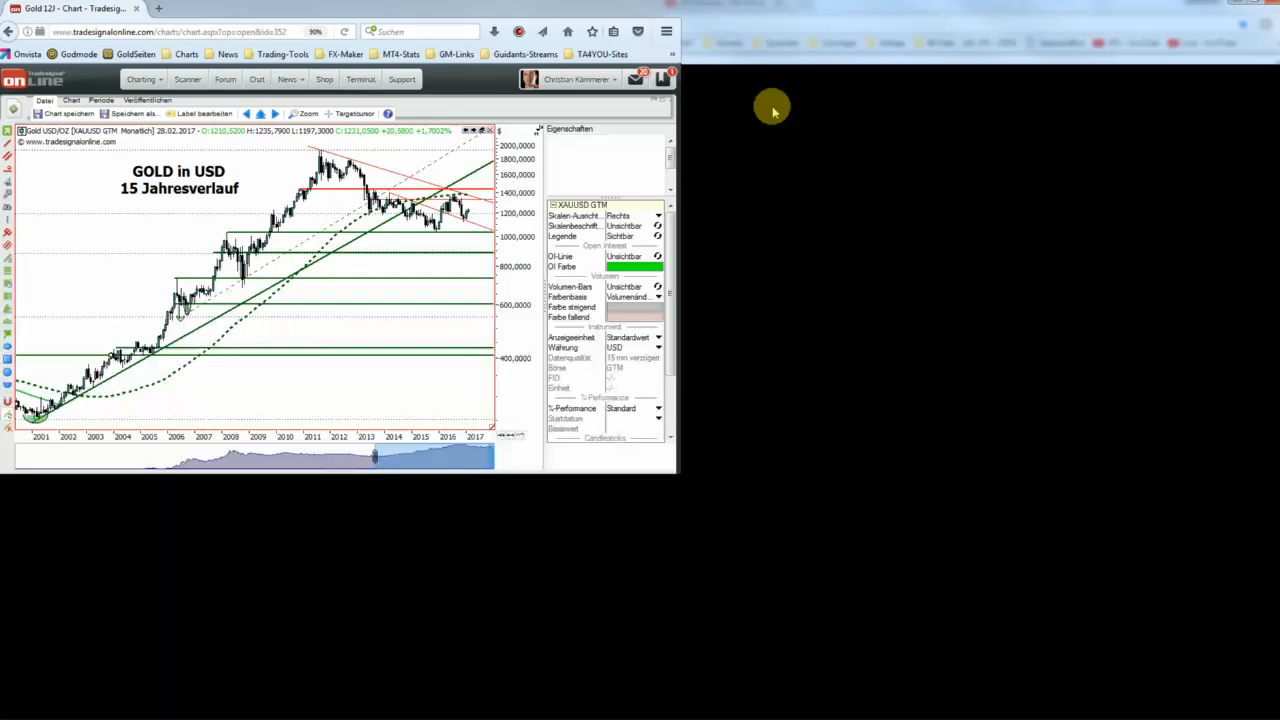 Gold 12J - Chart - Tradesig...
www.tradesignalonline.com/charts/chart.aspx?op=open&id=352
90%
Suchen
Onvista Godmode GoldSeiten Charts News Trading-Tools FX-Maker MT4-Stats GM-Links Guidants-Streams TA4YOU-Sites
Tradesignal
ONLINE
Charting Scanner Forum Chat News Shop Terminal Support
Christian Kämmerer
20
1
Datei Chart Periode Veröffentlichen
Chart speichern Speichern als... Label bearbeiten Zoom Targetcursor
Gold USD/OZ [XAUUSD GTM Monatlich] 28.02.2017 - O:1210,5200 H:1235,7900 L:1197,3000 C:1231,0500 +20,5800 +1,7002%
© www.tradesignalonline.com
GOLD in USD
15 Jahresverlauf
$
2000,0000
1800,0000
1600,0000
1400,0000
1200,0000
1000,0000
800,0000
600,0000
400,0000
2001 2002 2003 2004 2005 2006 2007 2008 2009 2010 2011 2012 2013 2014 2015 2016 2017
Eigenschaften
XAUUSD GTM
Skalen-Ausricht... Rechts
Skalenbeschrift... Unsichtbar
Legende Sichtbar
Open Interest
OI-Linie Unsichtbar
OI Farbe
Volumen
Volumen-Bars Unsichtbar
Farbenbasis Volumenänd...
Farbe steigend
Farbe fallend
Instrument
Anzeigeeinheit Standardwert
Währung USD
Datenqualität 15 min verzögert
Börse GTM
FID -/-
Einheit -/-
%-Performance
%-Performance Standard
Startdatum
Basiswert
Candlesticks